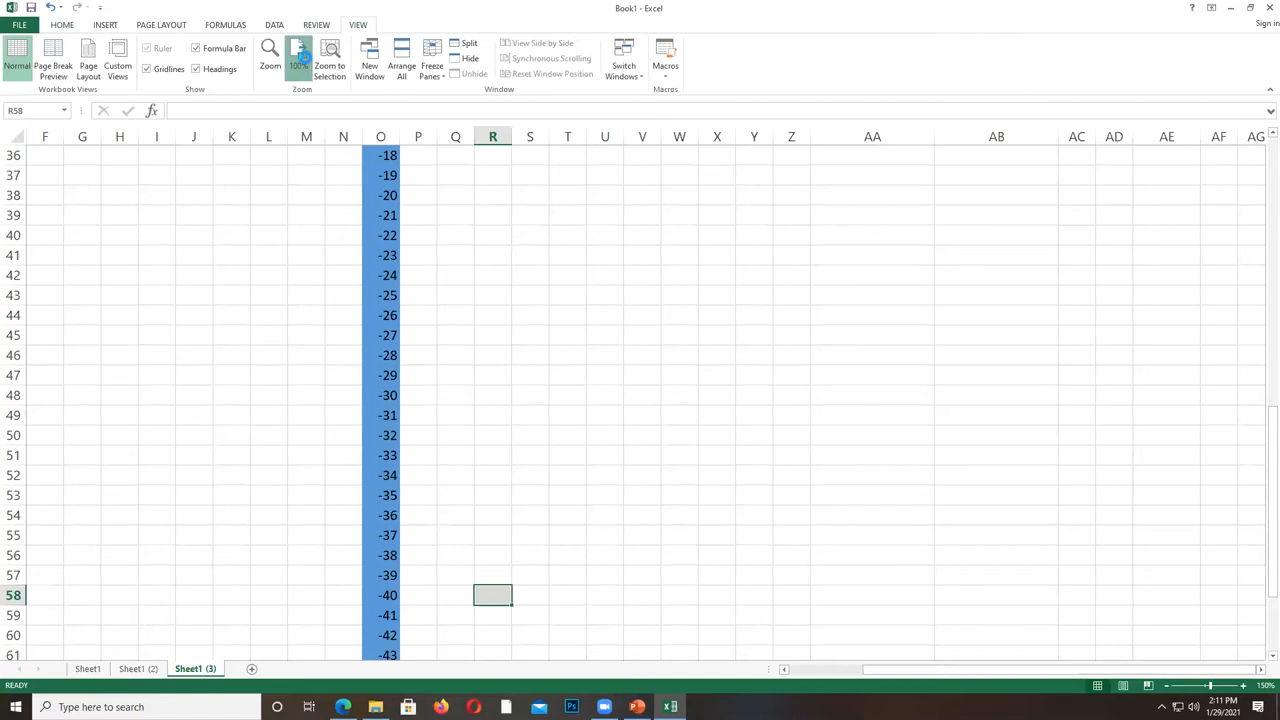 Book1 - Excel
Sign in
FILE HOME INSERT PAGE LAYOUT FORMULAS DATA REVIEW VIEW
Normal
Page Break Preview
Page Layout
Custom Views
Ruler
Formula Bar
Gridlines
Headings
Zoom
100%
Zoom to Selection
New Window
Arrange All
Freeze Panes
Split
Hide
Unhide
View Side by Side
Synchronous Scrolling
Reset Window Position
Switch Windows
Macros
Workbook Views Show Zoom Window Macros
R58 fx
F G H I J K L M N O P Q R S T U V W X Y Z AA AB AC AD AE AF AG
36 -18
37 -19
38 -20
39 -21
40 -22
41 -23
42 -24
43 -25
44 -26
45 -27
46 -28
47 -29
48 -30
49 -31
50 -32
51 -33
52 -34
53 -35
54 -36
55 -37
56 -38
57 -39
58 -40
59 -41
60 -42
61 -43
Sheet1 Sheet1 (2) Sheet1 (3)
READY 150%
Type here to search
2:11 PM
1/29/2021